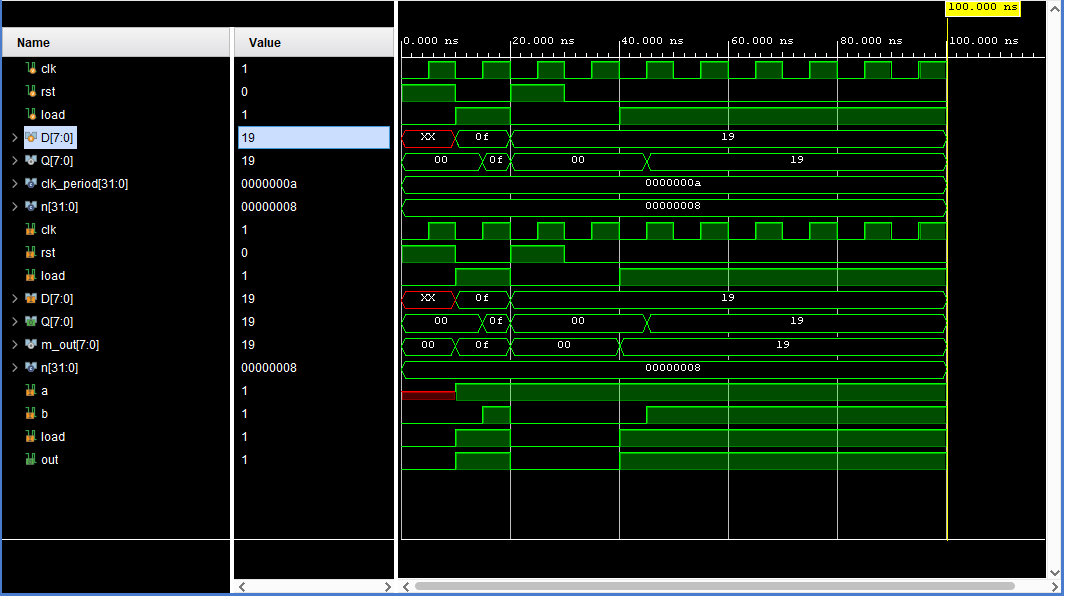 100.000 ns
Name Value 0.000 ns 20.000 ns 40.000 ns 60.000 ns 80.000 ns 100.000 ns
clk 1
rst 0
load 1
D[7:0] 19 XX 0f 19
Q[7:0] 19 00 0f 00 19
clk_period[31:0] 0000000a 0000000a
n[31:0] 00000008 00000008
clk 1
rst 0
load 1
D[7:0] 19 XX 0f 19
Q[7:0] 19 00 0f 00 19
m_out[7:0] 19 00 0f 00 19
n[31:0] 00000008 00000008
a 1
b 1
load 1
out 1